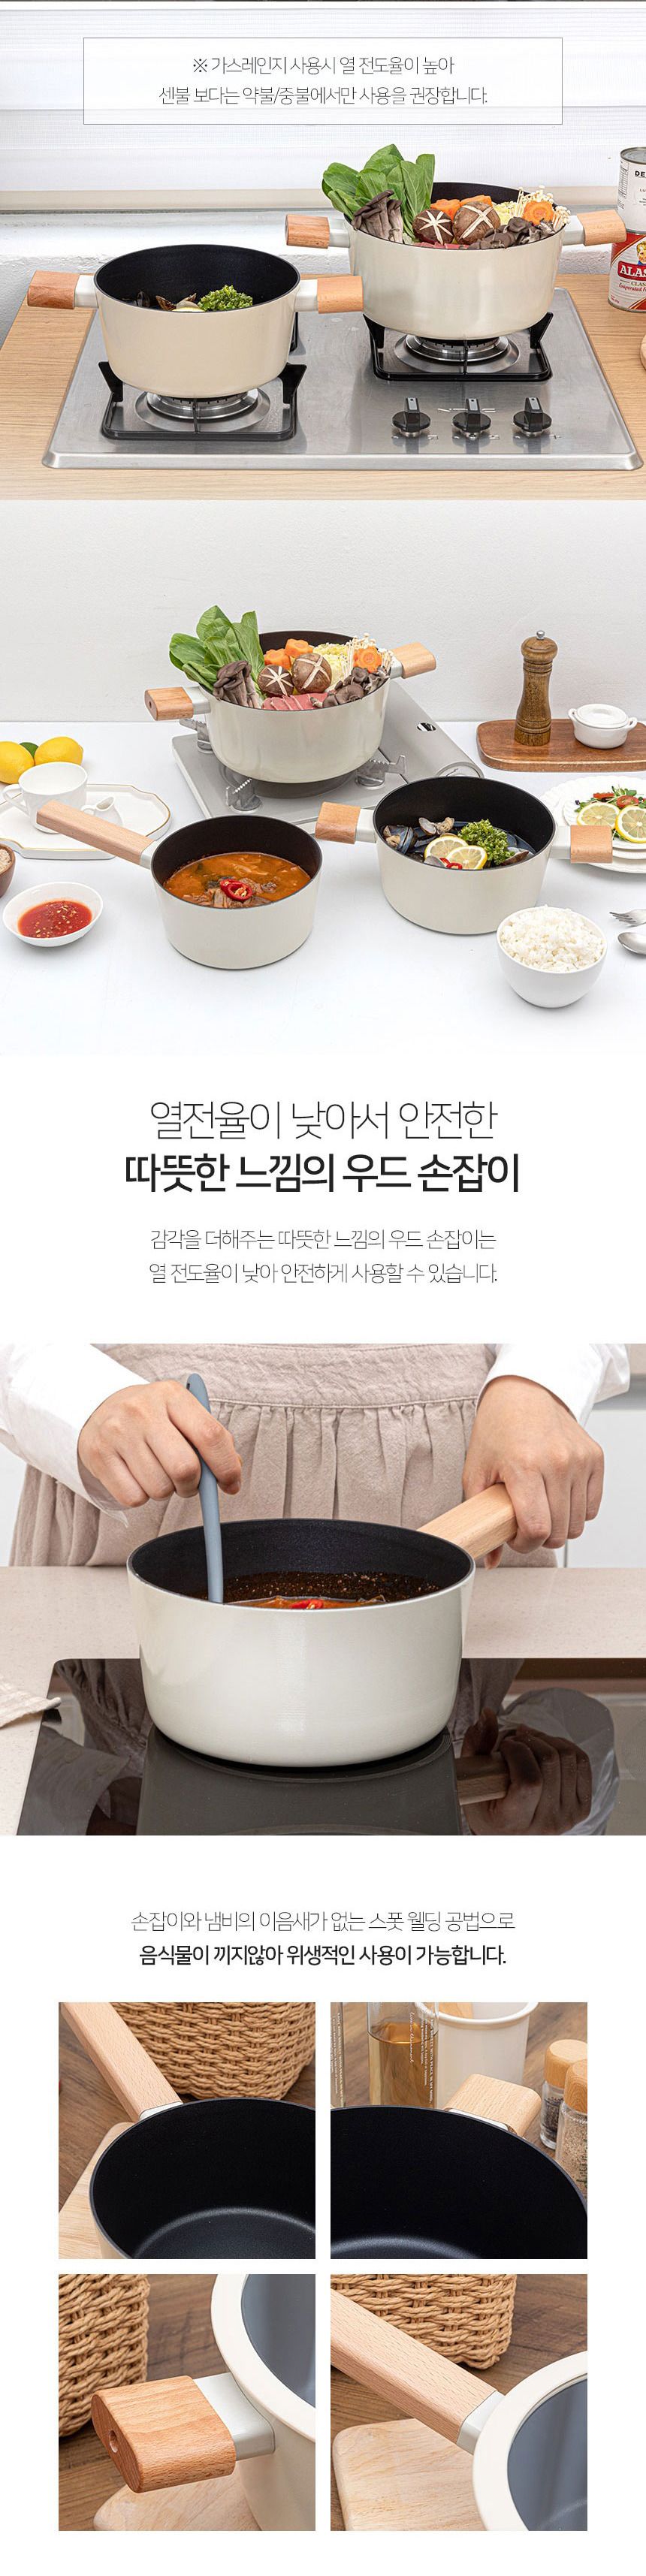 ※ 가스레인지 사용시 열 전도율이 높아
센불 보다는 약불/중불에서만 사용을 권장합니다.
ALAS
열전율이 낮아서 안전한
따뜻한 느낌의 우드 손잡이
감각을 더해주는 따뜻한 느낌의 우드 손잡이는
열 전도율이 낮아 안전하게 사용할 수 있습니다.
손잡이와 냄비의 이음새가 없는 스폿 웰딩 공법으로
음식물이 끼지않아 위생적인 사용이 가능합니다.